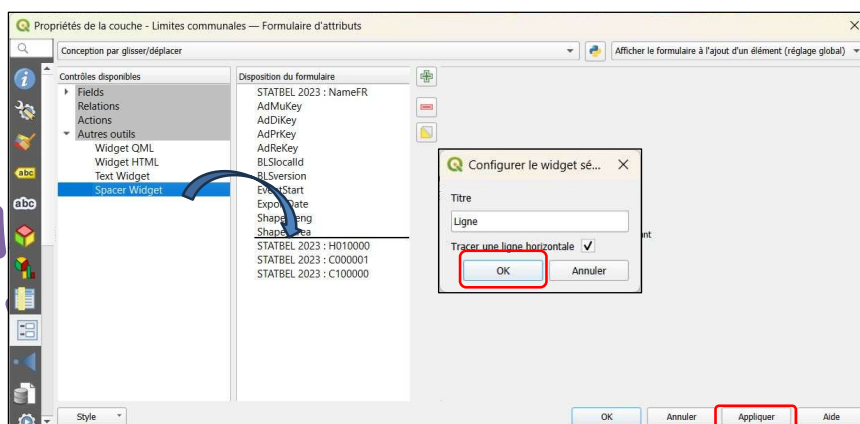 Propriétés de la couche - Limites communales — Formulaire d'attributs
Conception par glisser/déplacer
Afficher le formulaire à l'ajout d'un élément (réglage global)
Contrôles disponibles
Fields
Relations
Actions
Autres outils
Widget QML
Widget HTML
Text Widget
Spacer Widget
Disposition du formulaire
STATBEL 2023 : NameFR
AdMuKey
AdDiKey
AdPrKey
AdReKey
BLSlocalId
BLSversion
EventStart
STATBEL 2023 : H010000
STATBEL 2023 : C000001
STATBEL 2023 : C100000
Configurer le widget sé...
Titre
Ligne
Tracer une ligne horizontale
OK
Annuler
abc
abc
Style
OK
Annuler
Appliquer
Aide